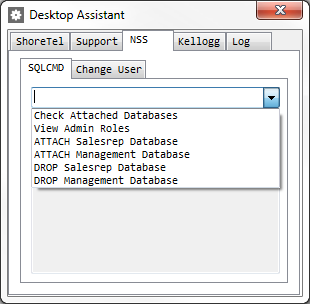 Desktop Assistant
ShoreTel Support NSS Kellogg Log
SQLCMD Change User
Check Attached Databases
View Admin Roles
ATTACH Salesrep Database
ATTACH Management Database
DROP Salesrep Database
DROP Management Database